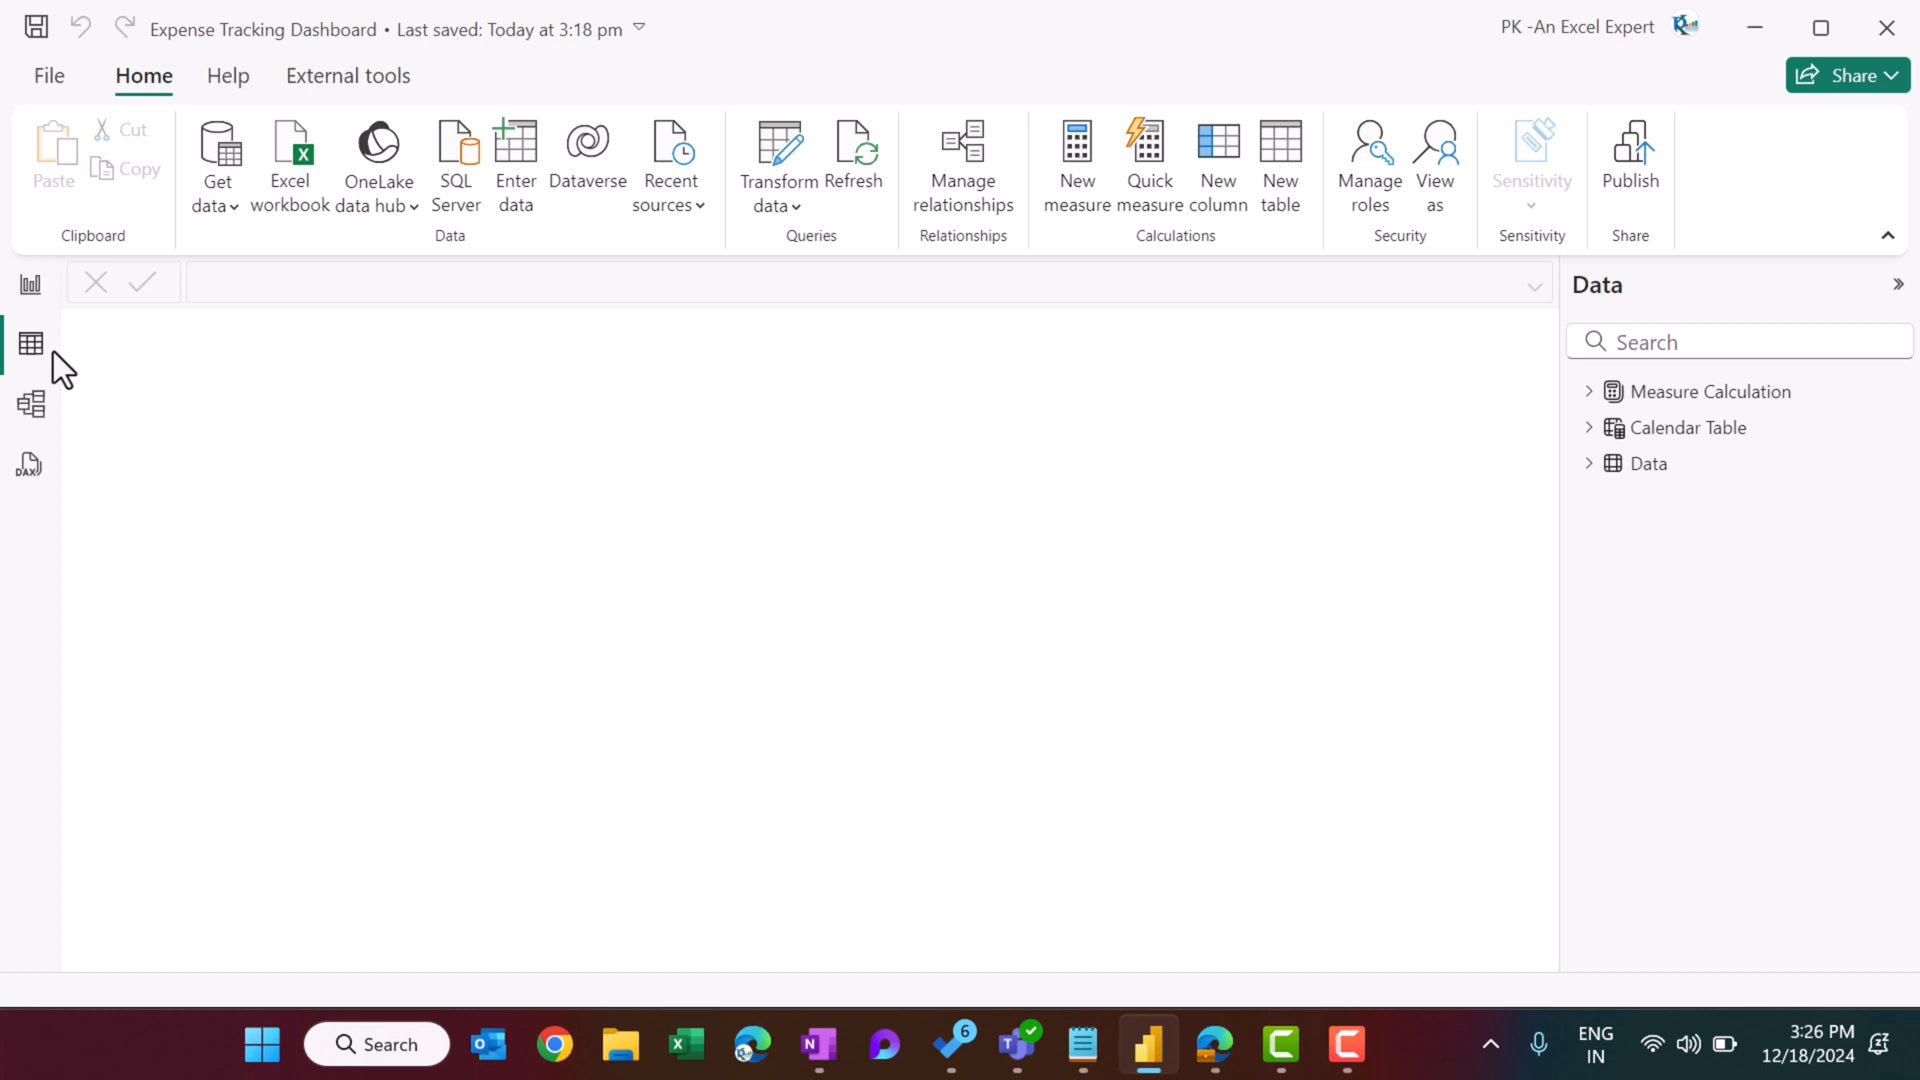 Expense Tracking Dashboard • Last saved: Today at 3:18 pm
PK -An Excel Expert
File
Home
Help
External tools
Share
Paste
Cut
Copy
Clipboard
Get data
Excel workbook
OneLake data hub
SQL Server
Enter data
Dataverse
Recent sources
Data
Transform data
Refresh
Queries
Manage relationships
Relationships
New measure
Quick measure
New column
New table
Calculations
Manage roles
View as
Security
Sensitivity
Sensitivity
Publish
Share
DAX
Data
Search
Measure Calculation
Calendar Table
Data
Search
6
ENG
IN
3:26 PM
12/18/2024